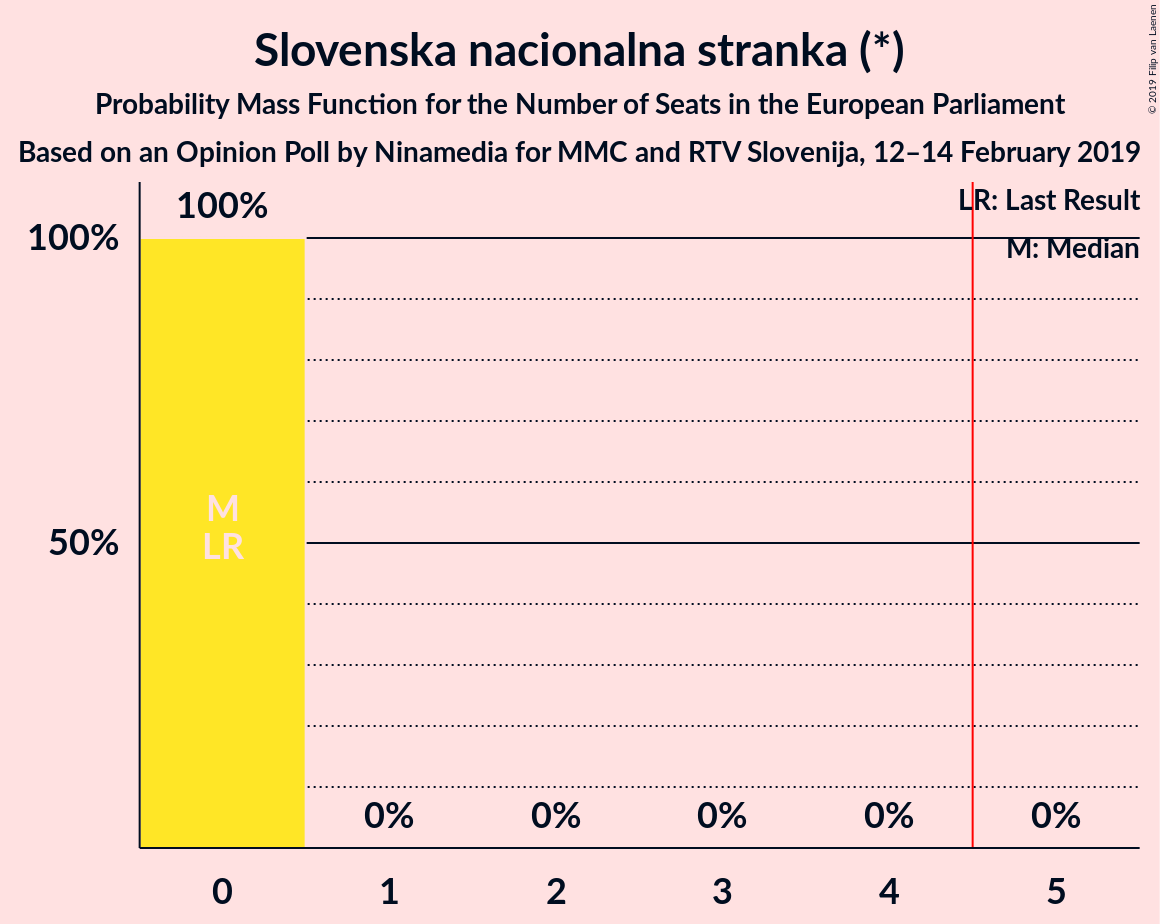 Slovenska nacionalna stranka (*)
Probability Mass Function for the Number of Seats in the European Parliament
Based on an Opinion Poll by Ninamedia for MMC and RTV Slovenija, 12–14 February 2019
© 2019 Filip van Laenen
LR: Last Result
M: Median
100%
100%
50%
M
LR
0% 0% 0% 0% 0%
0 1 2 3 4 5